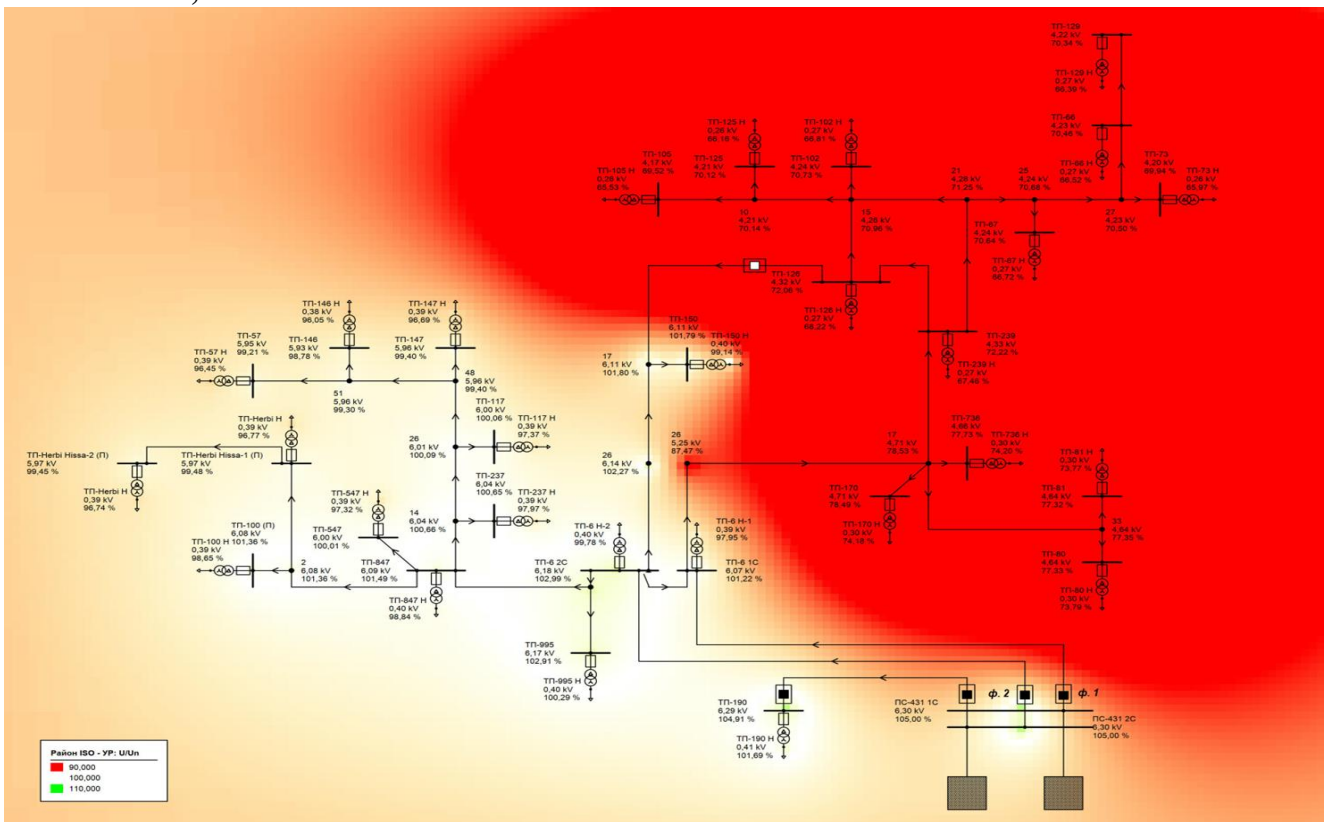 ТП-129
4,22 kV
70,34 %
ТП-129 Н
0,27 kV
66,39 %
ТП-66
4,23 kV
70,46 %
ТП-66 Н
0,27 kV
66,52 %
ТП-73
4,20 kV
69,94 %
ТП-73 Н
0,26 kV
65,97 %
27
4,23 kV
70,50 %
25
4,24 kV
70,68 %
ТП-67
4,24 kV
70,64 %
ТП-67 Н
0,27 kV
66,72 %
21
4,28 kV
71,25 %
ТП-102 Н
0,27 kV
66,81 %
ТП-102
4,24 kV
70,73 %
15
4,26 kV
70,96 %
ТП-125 Н
0,26 kV
66,16 %
ТП-125
4,21 kV
70,12 %
10
4,21 kV
70,14 %
ТП-105
4,17 kV
69,52 %
ТП-105 Н
0,26 kV
65,53 %
ТП-126
4,32 kV
72,06 %
ТП-126 Н
0,27 kV
68,22 %
ТП-239
4,33 kV
72,22 %
ТП-239 Н
0,27 kV
67,46 %
ТП-150
6,11 kV
101,79 %
ТП-150 Н
0,40 kV
99,14 %
17
6,11 kV
101,80 %
ТП-146 Н
0,38 kV
96,05 %
ТП-146
5,93 kV
98,78 %
ТП-147 Н
0,39 kV
96,69 %
ТП-147
5,96 kV
99,40 %
ТП-57
5,95 kV
99,21 %
ТП-57 Н
0,39 kV
96,45 %
51
5,96 kV
99,30 %
48
5,96 kV
99,40 %
ТП-117
6,00 kV
100,06 %
ТП-117 Н
0,39 kV
97,37 %
26
6,01 kV
100,09 %
ТП-237
6,04 kV
100,65 %
ТП-237 Н
0,39 kV
97,97 %
14
6,04 kV
100,66 %
ТП-Herbi Н
0,39 kV
96,77 %
ТП-Herbi Hissa-2 (П)
5,97 kV
99,45 %
ТП-Herbi Hissa-1 (П)
5,97 kV
99,48 %
ТП-Herbi Н
0,39 kV
96,74 %
ТП-547 Н
0,39 kV
97,32 %
ТП-547
6,00 kV
100,01 %
ТП-100 (П)
6,08 kV
101,36 %
ТП-100 Н
0,39 kV
98,65 %
2
6,08 kV
101,36 %
ТП-847
6,09 kV
101,49 %
ТП-847 Н
0,40 kV
98,84 %
26
6,14 kV
102,27 %
26
5,25 kV
87,47 %
17
4,71 kV
78,53 %
ТП-736
4,66 kV
77,73 %
ТП-736 Н
0,30 kV
74,20 %
ТП-170
4,71 kV
78,49 %
ТП-170 Н
0,30 kV
74,18 %
ТП-81 Н
0,30 kV
73,77 %
ТП-81
4,64 kV
77,32 %
33
4,64 kV
77,35 %
ТП-80
4,64 kV
77,33 %
ТП-80 Н
0,30 kV
73,79 %
ТП-6 Н-2
0,40 kV
99,78 %
ТП-6 Н-1
0,39 kV
97,95 %
ТП-6 2С
6,18 kV
102,99 %
ТП-6 1С
6,07 kV
101,22 %
ТП-995
6,17 kV
102,91 %
ТП-995 Н
0,40 kV
100,29 %
ТП-190
6,29 kV
104,91 %
ТП-190 Н
0,41 kV
101,69 %
ПС-431 1С
6,30 kV
105,00 %
ф. 2
ф. 1
ПС-431 2С
6,30 kV
105,00 %
Район ISO - УР: U/Un
90,000
100,000
110,000